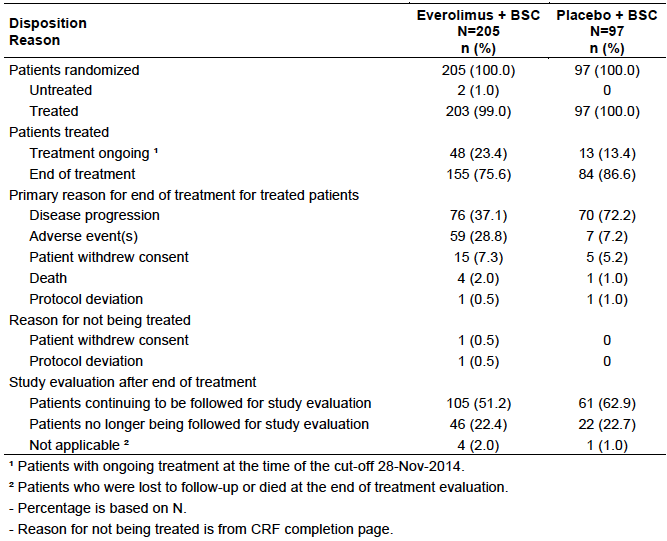 Disposition Everolimus + BSC Placebo + BSC
Reason N=205 N=97
n (%) n (%)
Patients randomized 205 (100.0) 97 (100.0)
Untreated 2 (1.0) 0
Treated 203 (99.0) 97 (100.0)
Patients treated
Treatment ongoing ¹ 48 (23.4) 13 (13.4)
End of treatment 155 (75.6) 84 (86.6)
Primary reason for end of treatment for treated patients
Disease progression 76 (37.1) 70 (72.2)
Adverse event(s) 59 (28.8) 7 (7.2)
Patient withdrew consent 15 (7.3) 5 (5.2)
Death 4 (2.0) 1 (1.0)
Protocol deviation 1 (0.5) 1 (1.0)
Reason for not being treated
Patient withdrew consent 1 (0.5) 0
Protocol deviation 1 (0.5) 0
Study evaluation after end of treatment
Patients continuing to be followed for study evaluation 105 (51.2) 61 (62.9)
Patients no longer being followed for study evaluation 46 (22.4) 22 (22.7)
Not applicable ² 4 (2.0) 1 (1.0)
¹ Patients with ongoing treatment at the time of the cut-off 28-Nov-2014.
² Patients who were lost to follow-up or died at the end of treatment evaluation.
- Percentage is based on N.
- Reason for not being treated is from CRF completion page.